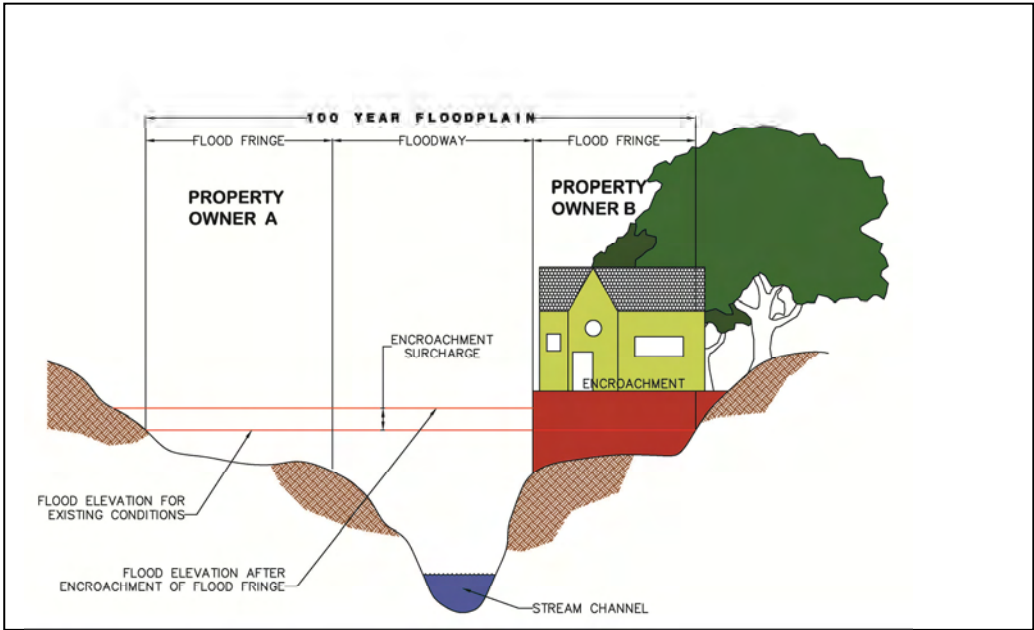 100 YEAR FLOODPLAIN
FLOOD FRINGE
FLOODWAY
FLOOD FRINGE
PROPERTY
OWNER A
PROPERTY
OWNER B
ENCROACHMENT
SURCHARGE
ENCROACHMENT
FLOOD ELEVATION FOR
EXISTING CONDITIONS
FLOOD ELEVATION AFTER
ENCROACHMENT OF FLOOD FRINGE
STREAM CHANNEL